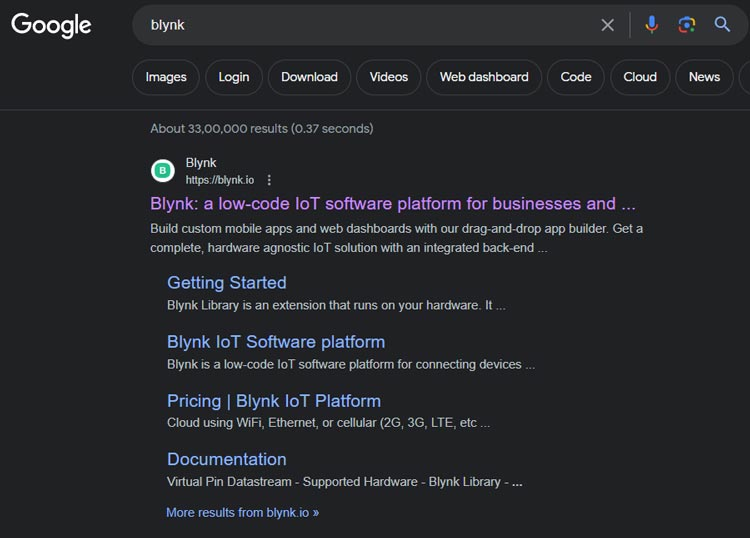 Google
blynk
Images Login Download Videos Web dashboard Code Cloud News
About 33,00,000 results (0.37 seconds)
B
Blynk
https://blynk.io
Blynk: a low-code IoT software platform for businesses and ...
Build custom mobile apps and web dashboards with our drag-and-drop app builder. Get a
complete, hardware agnostic IoT solution with an integrated back-end ...
Getting Started
Blynk Library is an extension that runs on your hardware. It ...
Blynk IoT Software platform
Blynk is a low-code IoT software platform for connecting devices ...
Pricing | Blynk IoT Platform
Cloud using WiFi, Ethernet, or cellular (2G, 3G, LTE, etc ...
Documentation
Virtual Pin Datastream - Supported Hardware - Blynk Library - ...
More results from blynk.io »